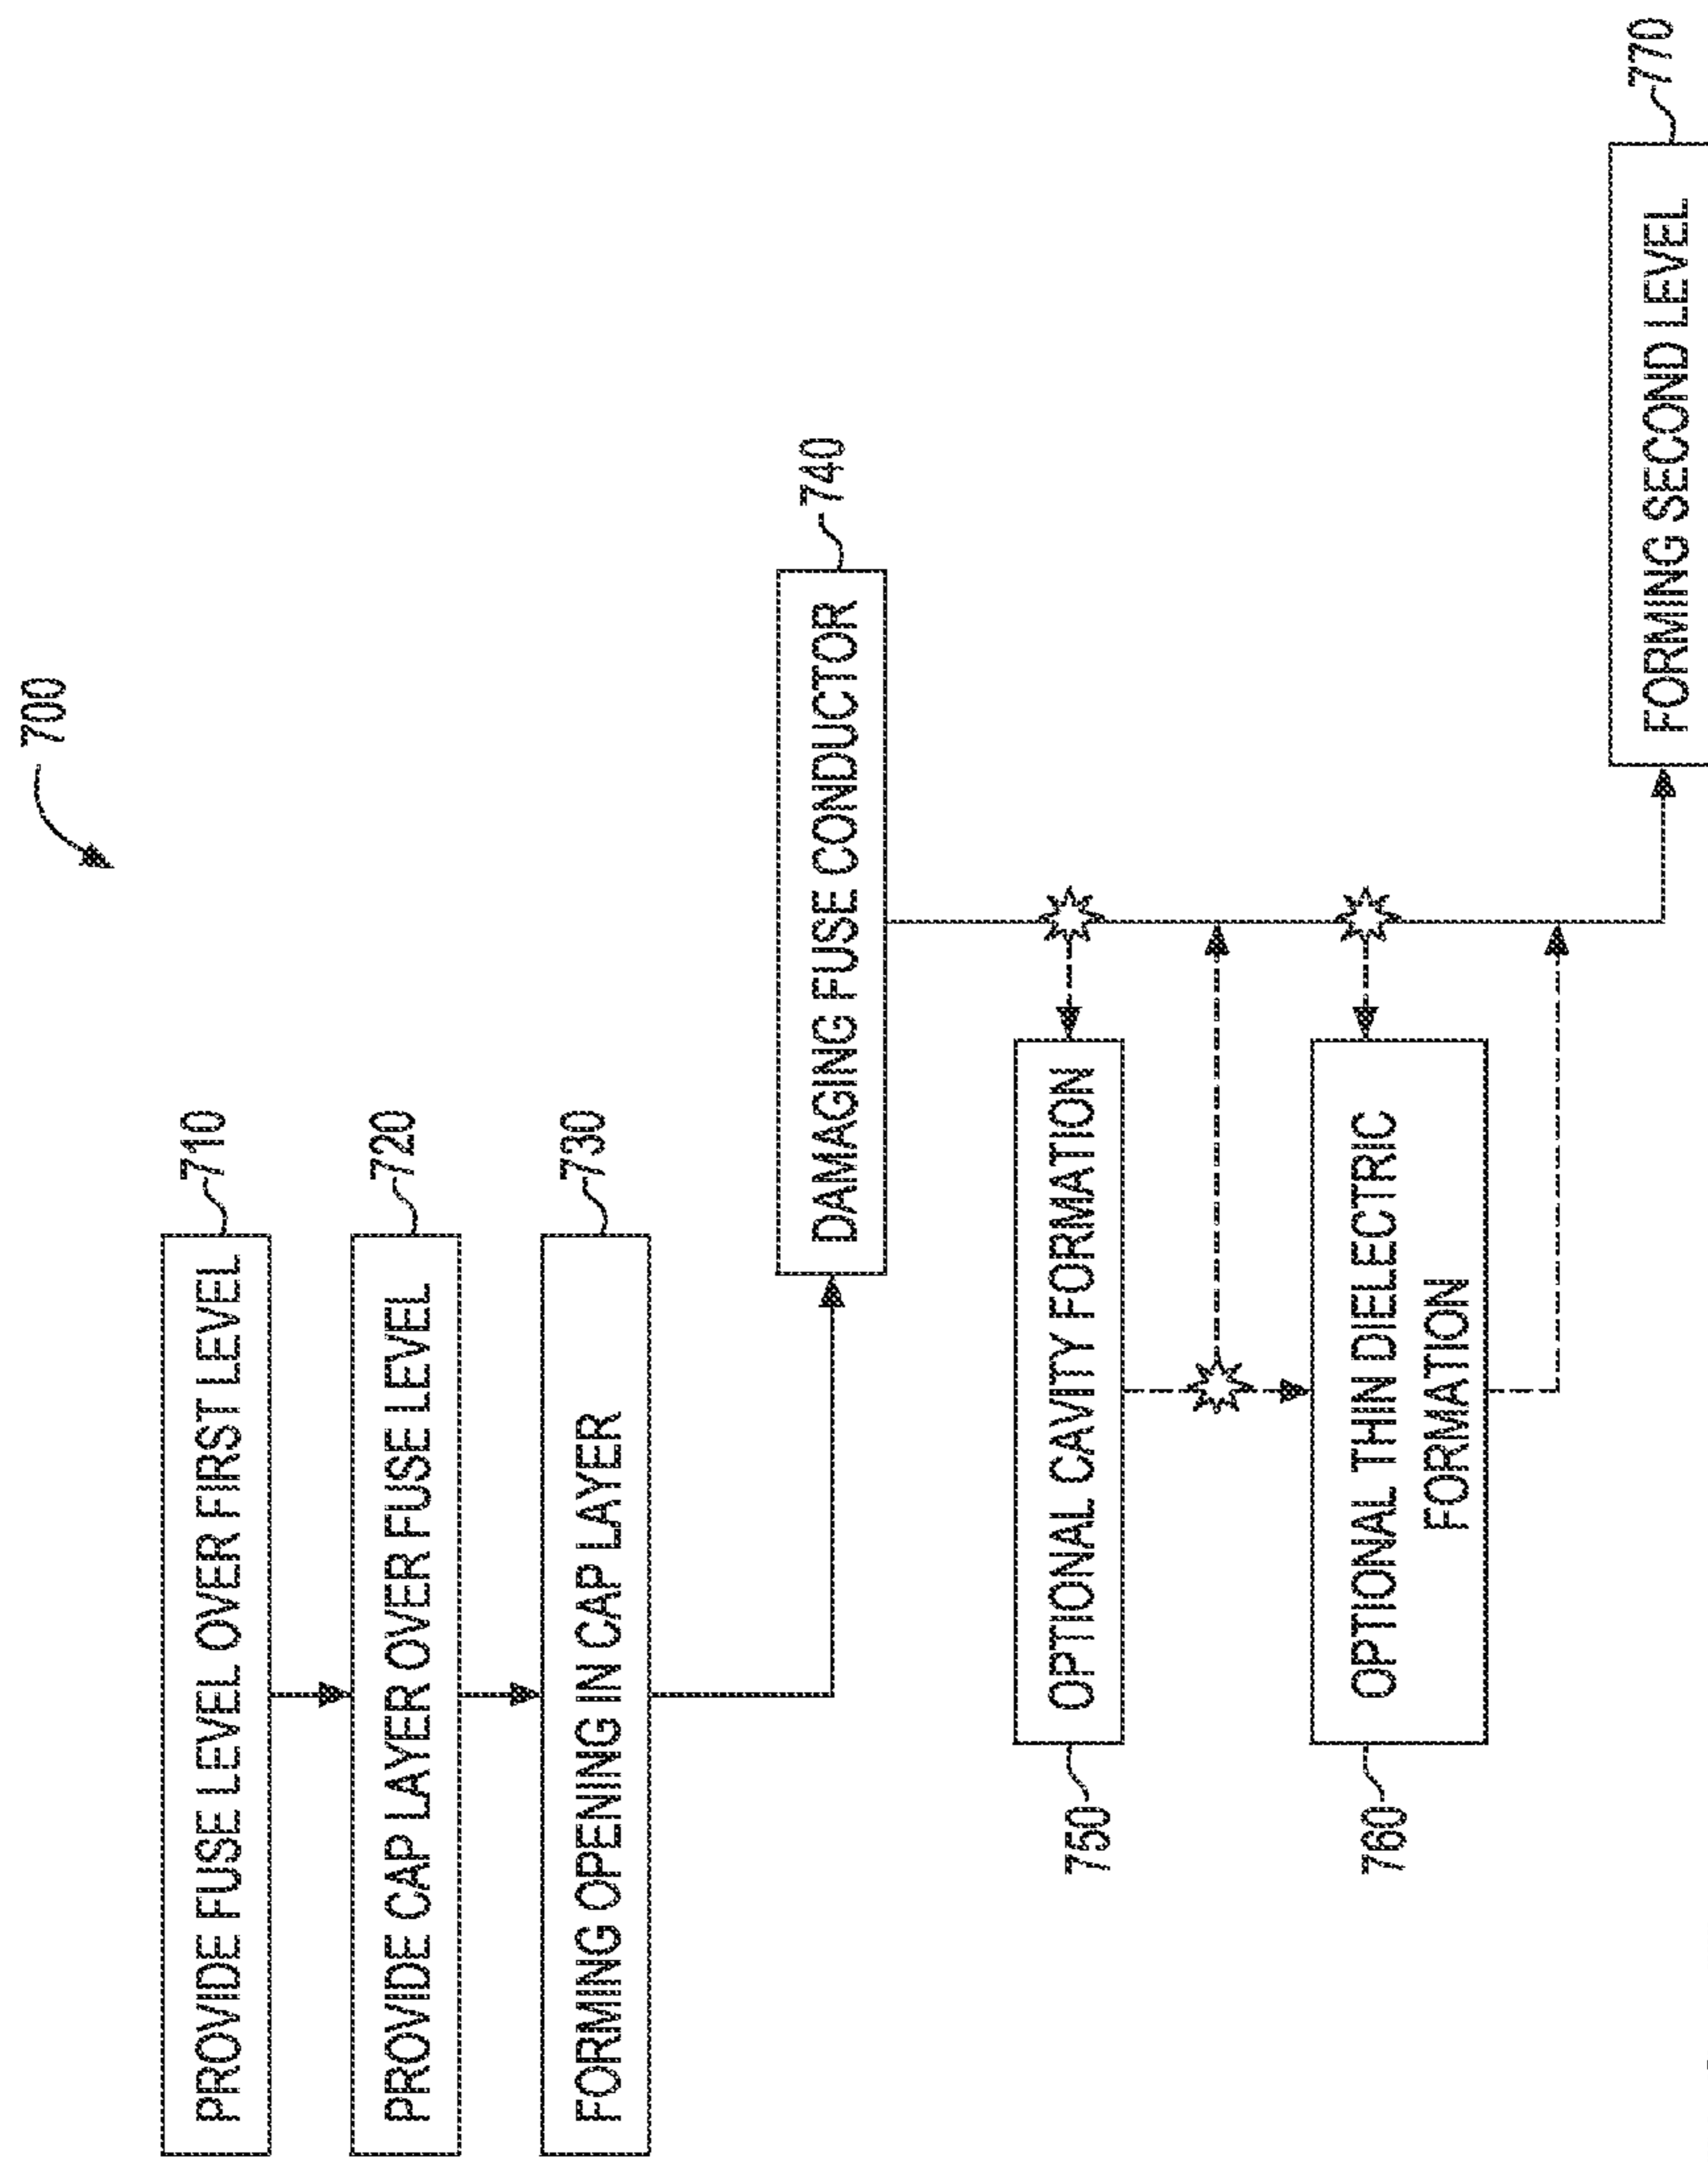 700
PROVIDE FUSE LEVEL OVER FIRST LEVEL
710
PROVIDE CAP LAYER OVER FUSE LEVEL
720
FORMING OPENING IN CAP LAYER
730
DAMAGING FUSE CONDUCTOR
740
750
OPTIONAL CAVITY FORMATION
760
OPTIONAL THIN DIELECTRIC
FORMATION
FORMING SECOND LEVEL
770